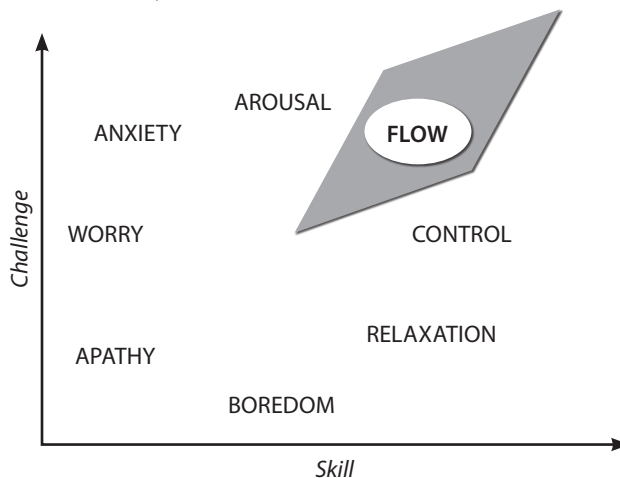 AROUSAL
ANXIETY
FLOW
WORRY
CONTROL
Challenge
RELAXATION
APATHY
BOREDOM
Skill